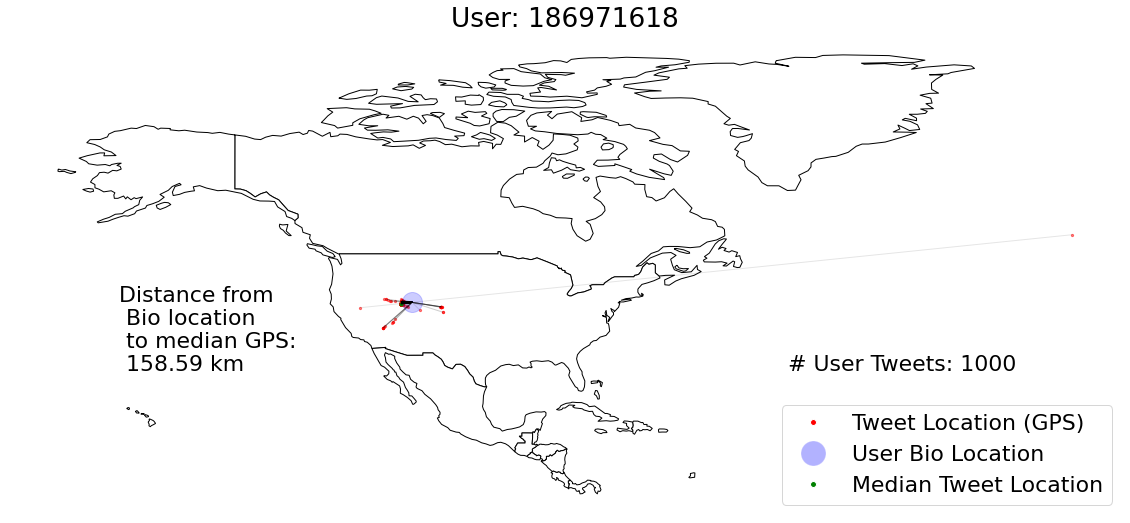 User: 186971618
Distance from
Bio location
to median GPS:
158.59 km
# User Tweets: 1000
Tweet Location (GPS)
User Bio Location
Median Tweet Location